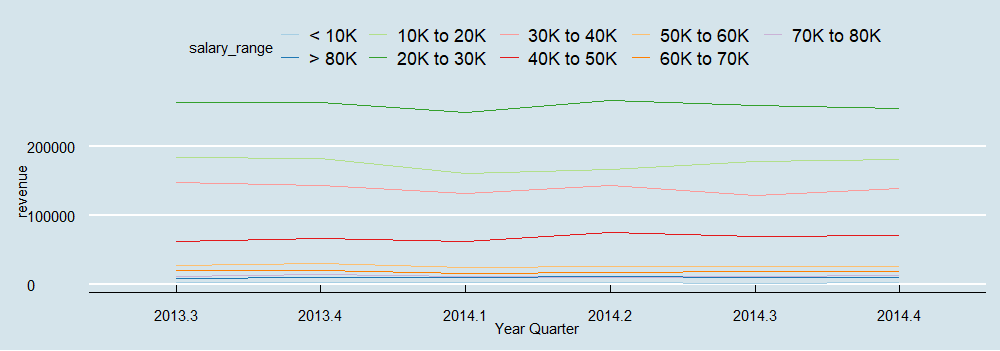 salary_range
< 10K 10K to 20K 30K to 40K 50K to 60K 70K to 80K
> 80K 20K to 30K 40K to 50K 60K to 70K
revenue
200000
100000
0
2013.3 2013.4 2014.1 2014.2 2014.3 2014.4
Year Quarter